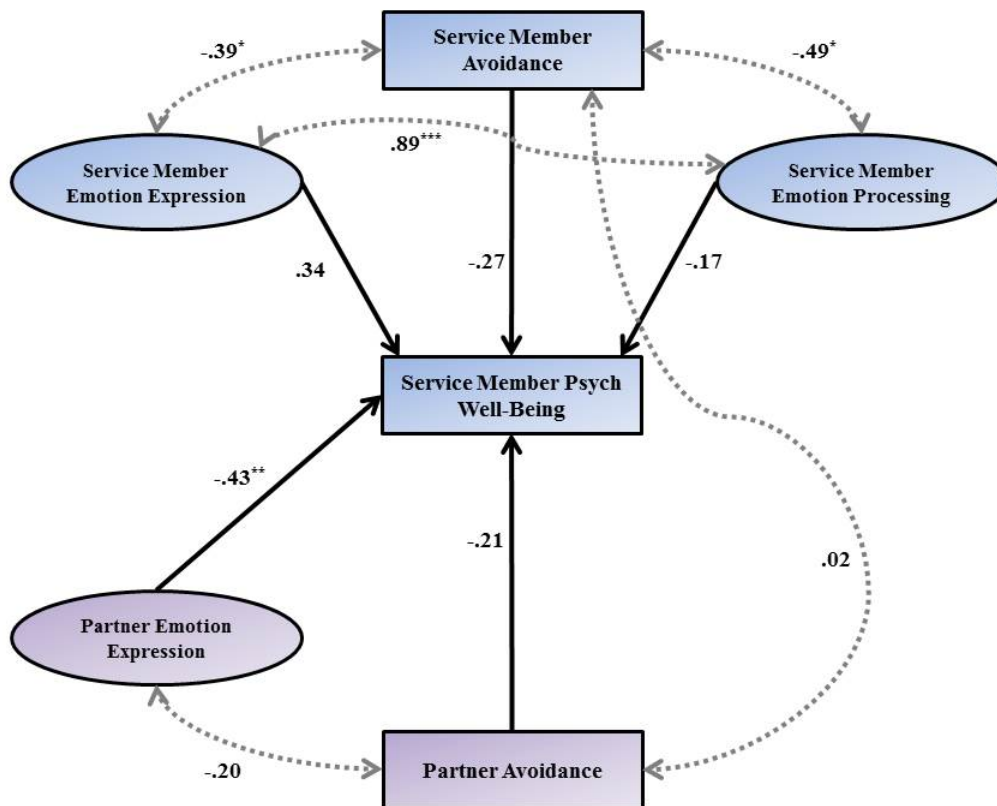 Service Member
Avoidance
-.39*
-.49*
.89***
Service Member
Emotion Expression
Service Member
Emotion Processing
.34
-.27
-.17
Service Member Psych
Well-Being
-.43**
-.21
.02
Partner Emotion
Expression
-.20
Partner Avoidance